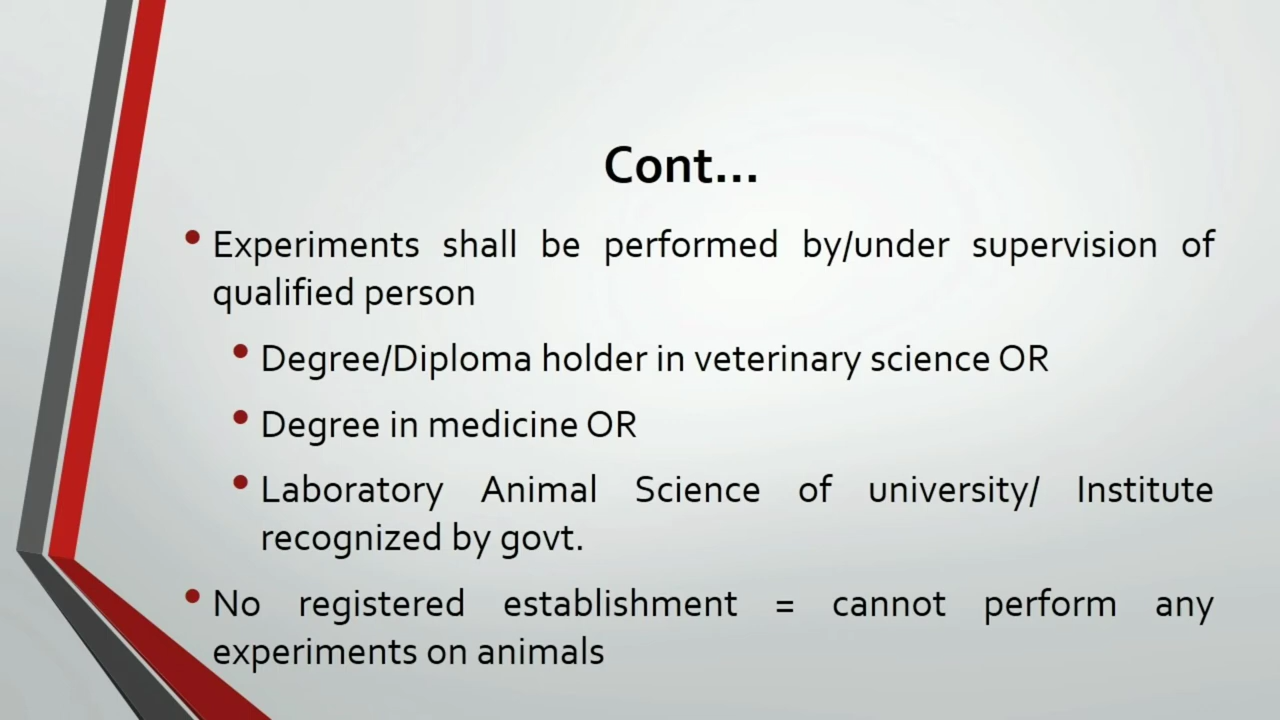 Cont...
• Experiments shall be performed by/under supervision of
qualified person
• Degree/Diploma holder in veterinary science OR
• Degree in medicine OR
• Laboratory Animal Science of university/ Institute
recognized by govt.
• No registered establishment = cannot perform any
experiments on animals